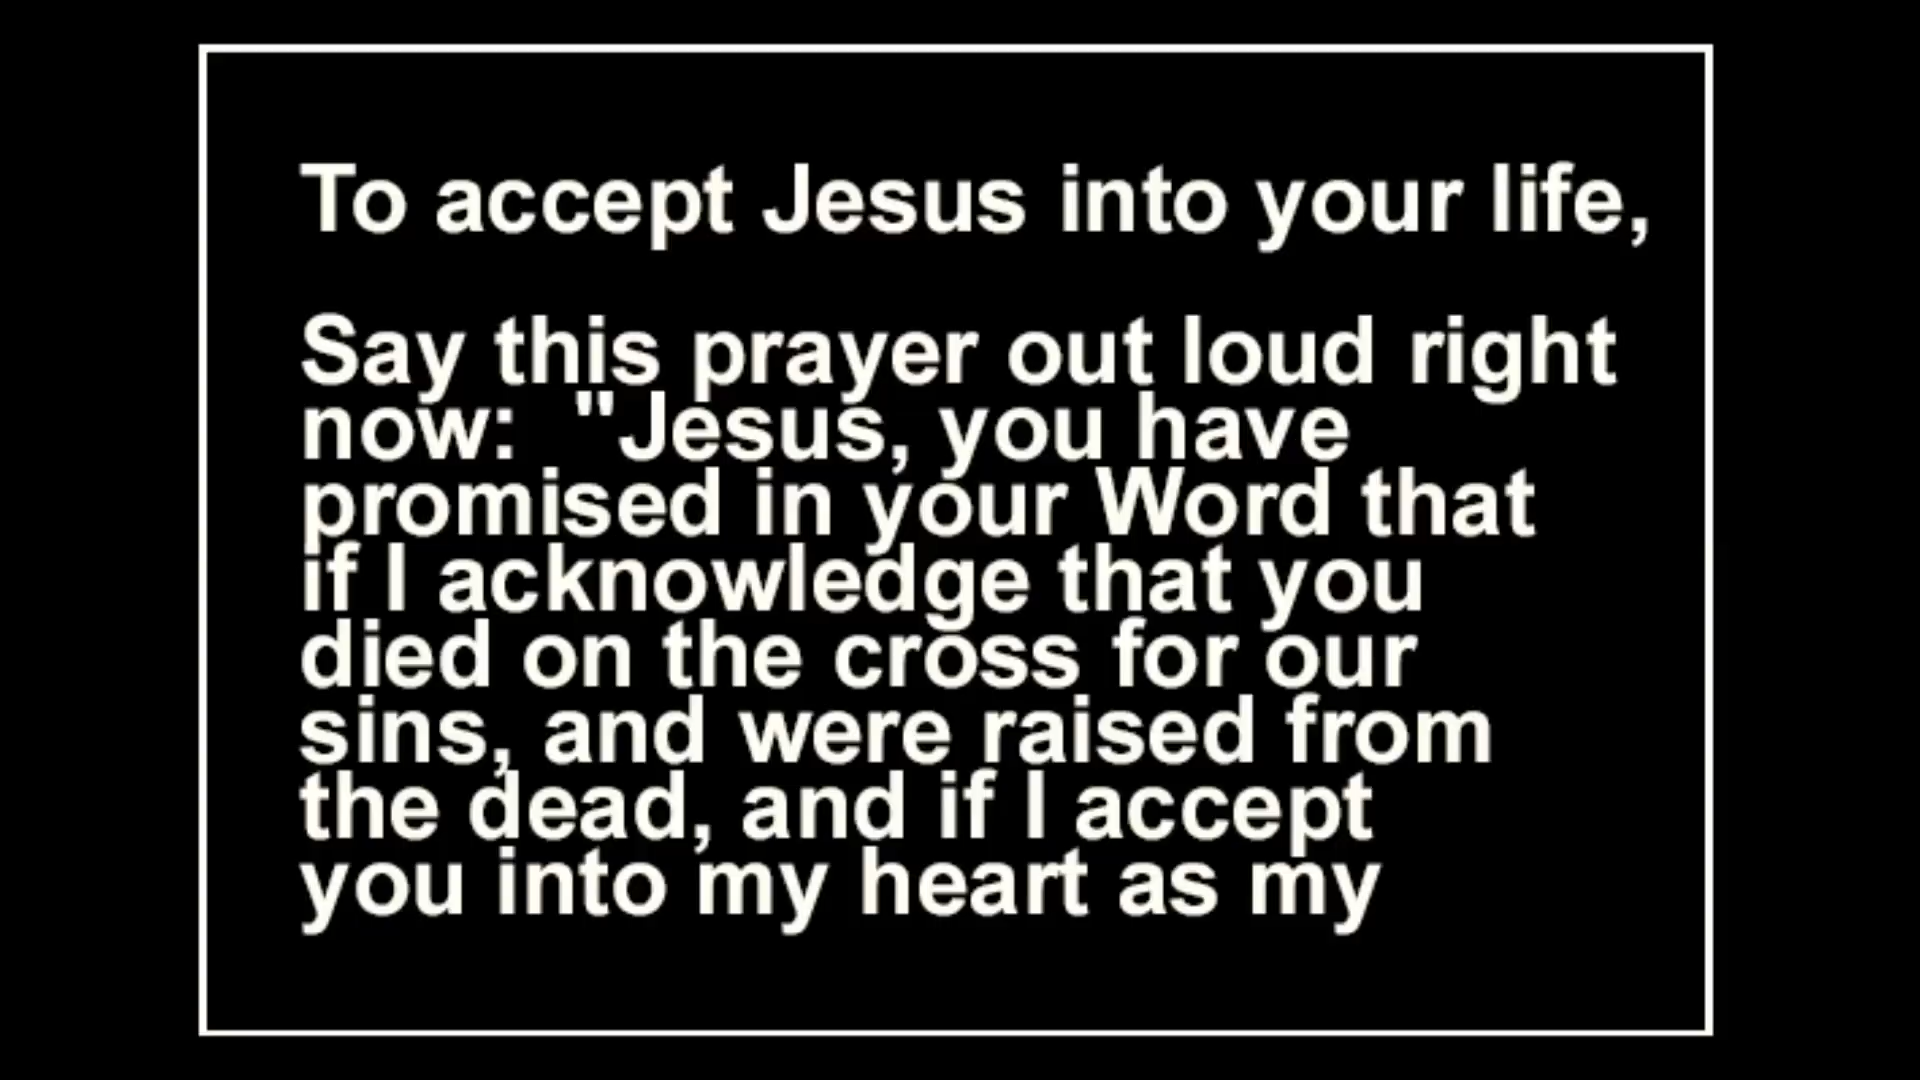 To accept Jesus into your life,
Say this prayer out loud right
now:  "Jesus, you have
promised in your Word that
if I acknowledge that you
died on the cross for our
sins, and were raised from
the dead, and if I accept
you into my heart as my